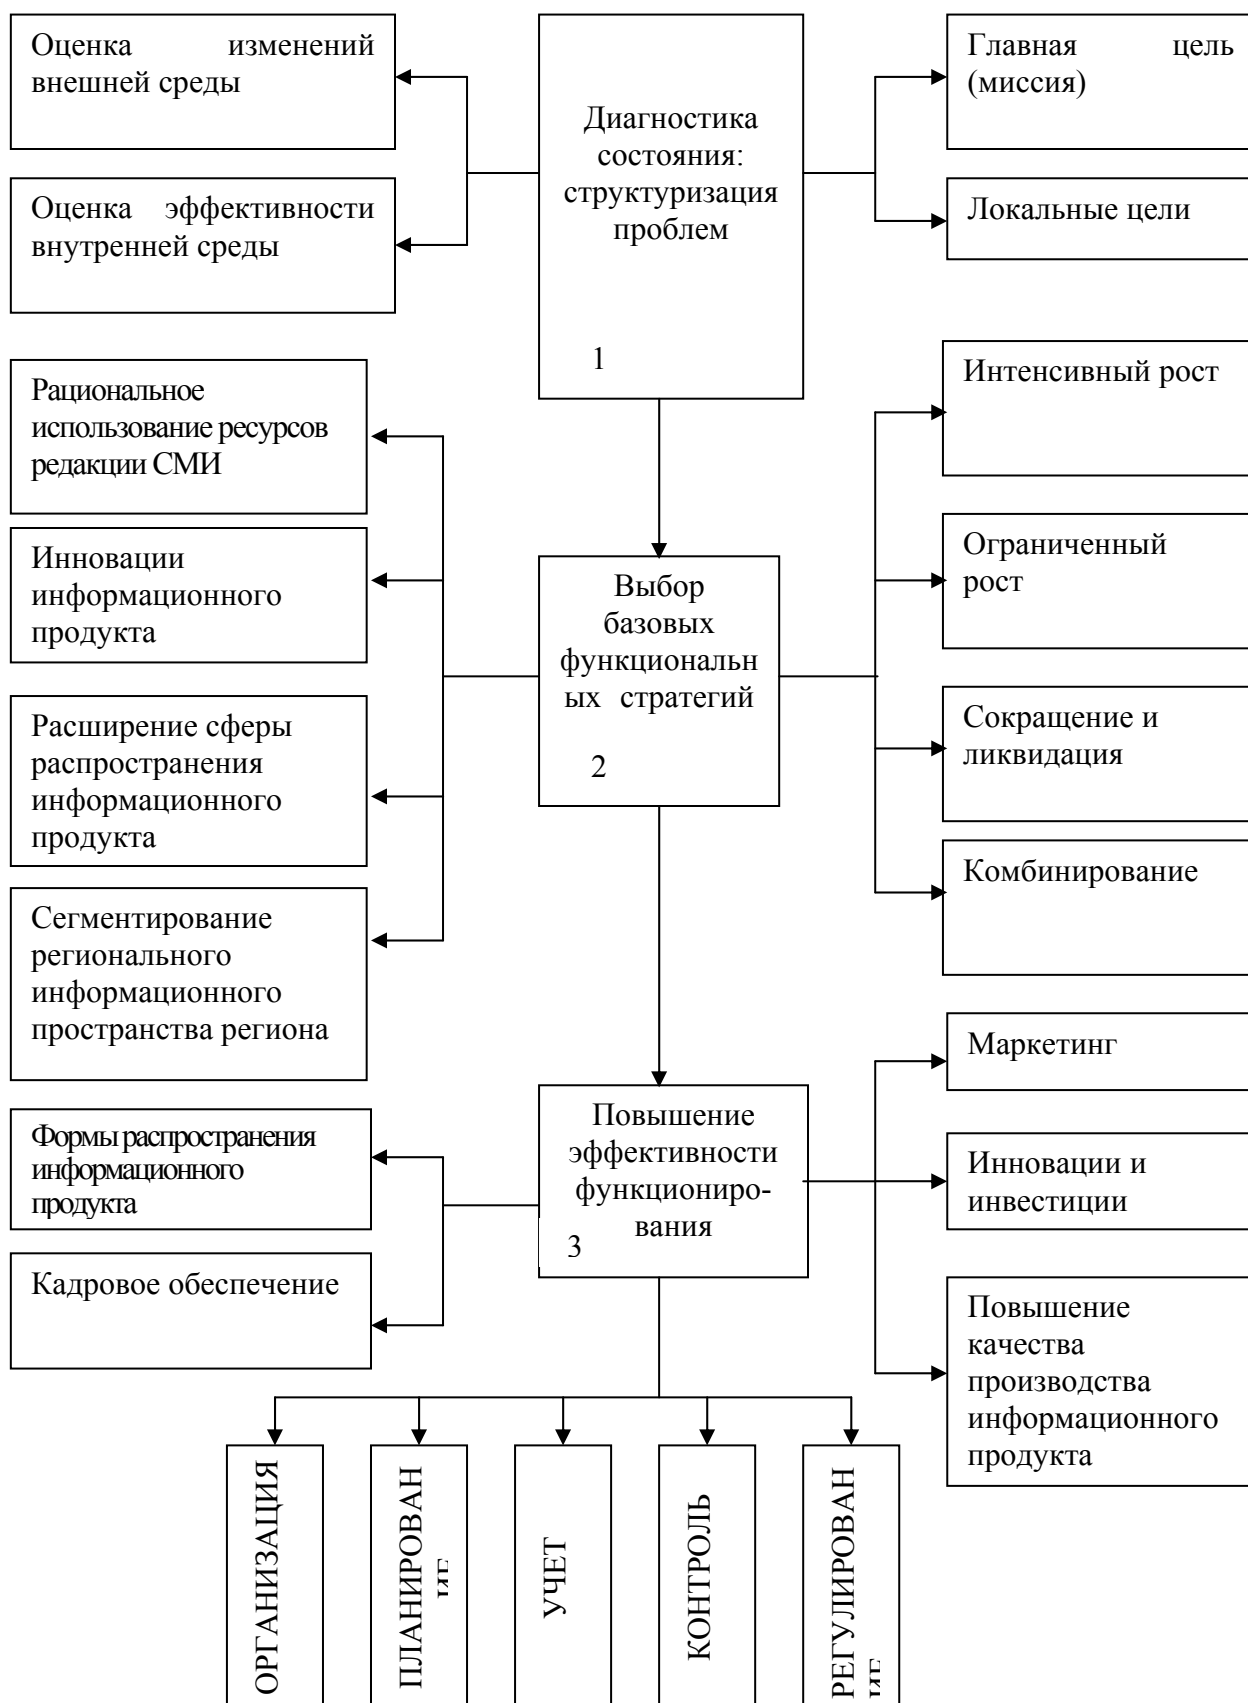 Оценка изменений
внешней среды
Оценка эффективности
внутренней среды
Диагностика
состояния:
структуризация
проблем
1
Главная цель
(миссия)
Локальные цели
Рациональное
использование ресурсов
редакции СМИ
Инновации
информационного
продукта
Расширение сферы
распространения
информационного
продукта
Сегментирование
регионального
информационного
пространства региона
Выбор
базовых
функциональн
ых стратегий
2
Интенсивный рост
Ограниченный
рост
Сокращение и
ликвидация
Комбинирование
Формы распространения
информационного
продукта
Кадровое обеспечение
Повышение
эффективности
функциониро-
вания
3
Маркетинг
Инновации и
инвестиции
Повышение
качества
производства
информационного
продукта
ОРГАНИЗАЦИЯ
ПЛАНИРОВАН
ИЕ
УЧЕТ
КОНТРОЛЬ
РЕГУЛИРОВАН
ИЕ